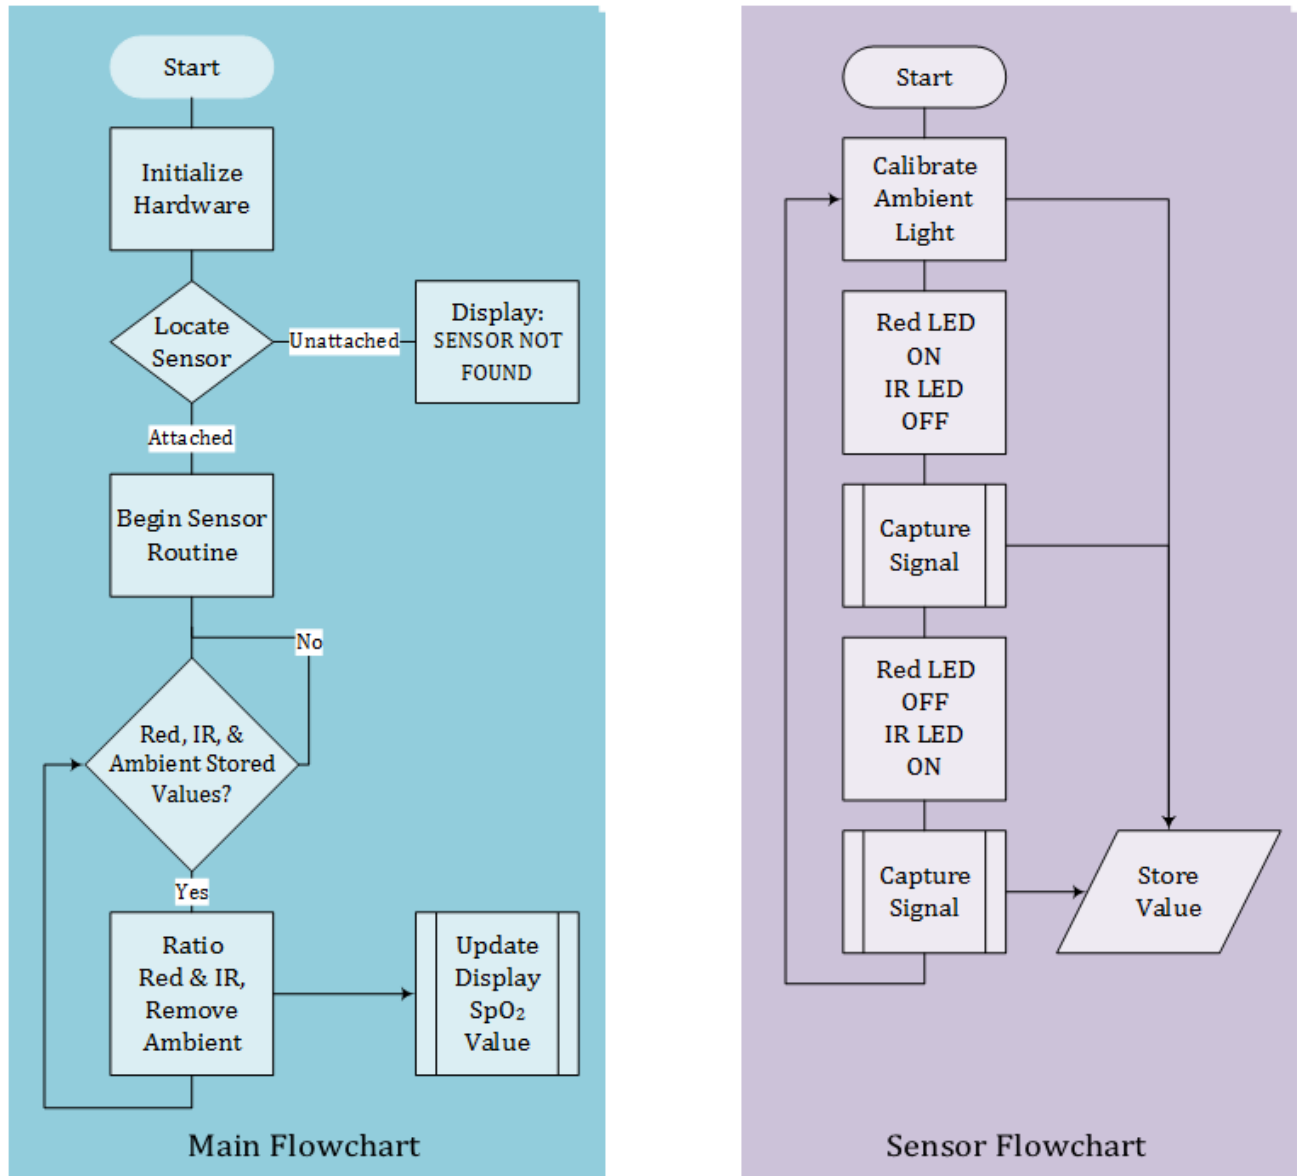 Start
Initialize
Hardware
Locate
Sensor
Unattached
Display:
SENSOR NOT
FOUND
Attached
Begin Sensor
Routine
No
Red, IR, &
Ambient Stored
Values?
Yes
Ratio
Red & IR,
Remove
Ambient
Update
Display
SpO₂
Value
Main Flowchart
Start
Calibrate
Ambient
Light
Red LED
ON
IR LED
OFF
Capture
Signal
Red LED
OFF
IR LED
ON
Capture
Signal
Store
Value
Sensor Flowchart